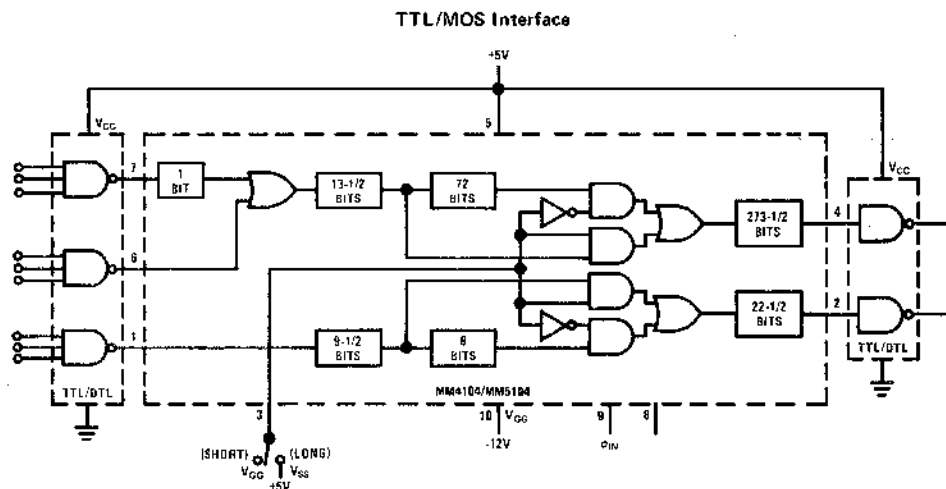 TTL/MOS Interface
+5V
VCC
5
7
1 BIT
13-1/2 BITS
72 BITS
VCC
273-1/2 BITS
4
6
1
9-1/2 BITS
8 BITS
22-1/2 BITS
2
TTL/DTL
TTL/DTL
MM4104/MM5104
3
10 VGG
9
8
-12V
ΦIN
(SHORT)
(LONG)
VGG
VSS
+5V